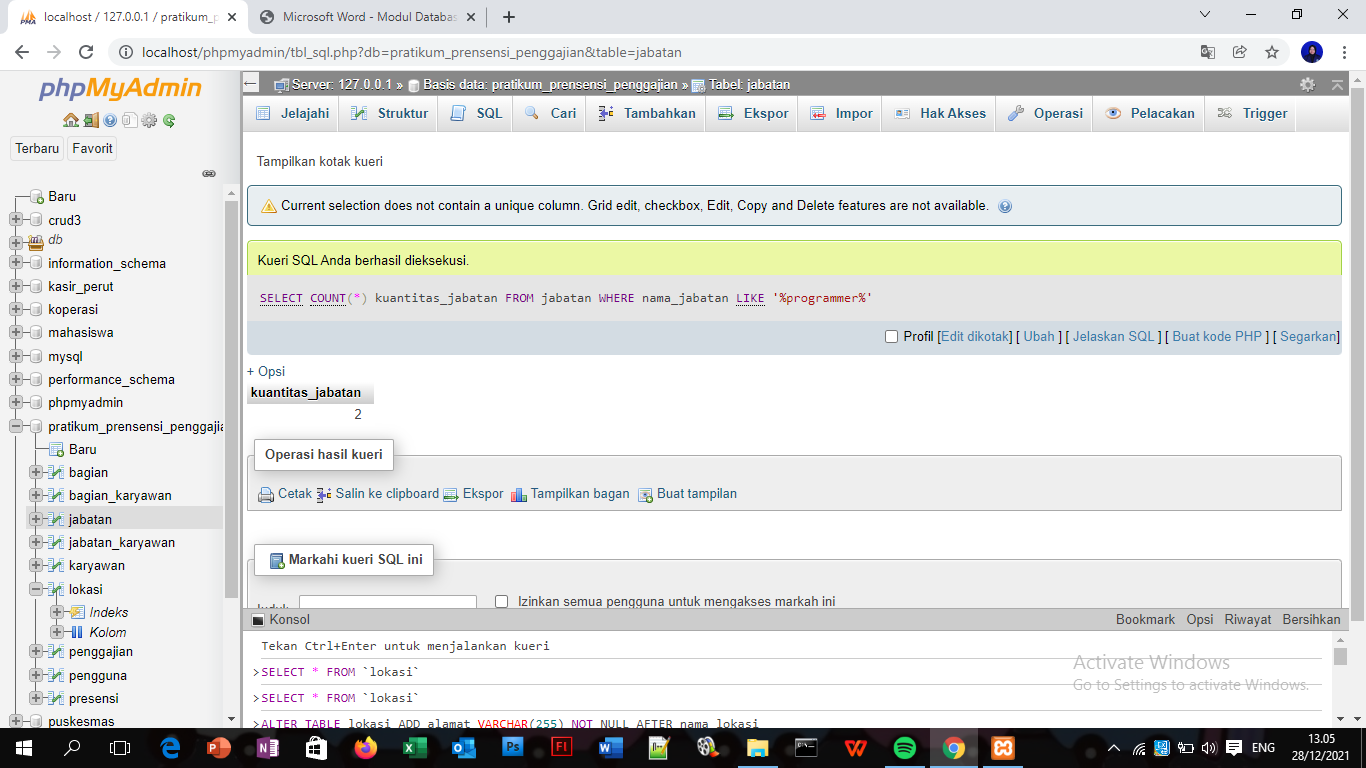 localhost / 127.0.0.1 / pratikum_p
Microsoft Word - Modul Databas
localhost/phpmyadmin/tbl_sql.php?db=pratikum_prensensi_penggajian&table=jabatan
phpMyAdmin
Terbaru Favorit
Baru
crud3
db
information_schema
kasir_perut
koperasi
mahasiswa
mysql
performance_schema
phpmyadmin
pratikum_prensensi_penggajia
Baru
bagian
bagian_karyawan
jabatan
jabatan_karyawan
karyawan
lokasi
Indeks
Kolom
penggajian
pengguna
presensi
puskesmas
Server: 127.0.0.1 » Basis data: pratikum_prensensi_penggajian » Tabel: jabatan
Jelajahi Struktur SQL Cari Tambahkan Ekspor Impor Hak Akses Operasi Pelacakan Trigger
Tampilkan kotak kueri
Current selection does not contain a unique column. Grid edit, checkbox, Edit, Copy and Delete features are not available.
Kueri SQL Anda berhasil dieksekusi.
SELECT COUNT(*) kuantitas_jabatan FROM jabatan WHERE nama_jabatan LIKE '%programmer%'
Profil [Edit dikotak] [ Ubah ] [ Jelaskan SQL ] [ Buat kode PHP ] [ Segarkan]
+ Opsi
kuantitas_jabatan
2
Operasi hasil kueri
Cetak Salin ke clipboard Ekspor Tampilkan bagan Buat tampilan
Markahi kueri SQL ini
Izinkan semua pengguna untuk mengakses markah ini
Konsol Bookmark Opsi Riwayat Bersihkan
Tekan Ctrl+Enter untuk menjalankan kueri
>SELECT * FROM `lokasi`
>SELECT * FROM `lokasi`
>ALTER TABLE lokasi ADD alamat VARCHAR(255) NOT NULL AFTER nama_lokasi
Activate Windows
Go to Settings to activate Windows.
ENG
13.05
28/12/2021